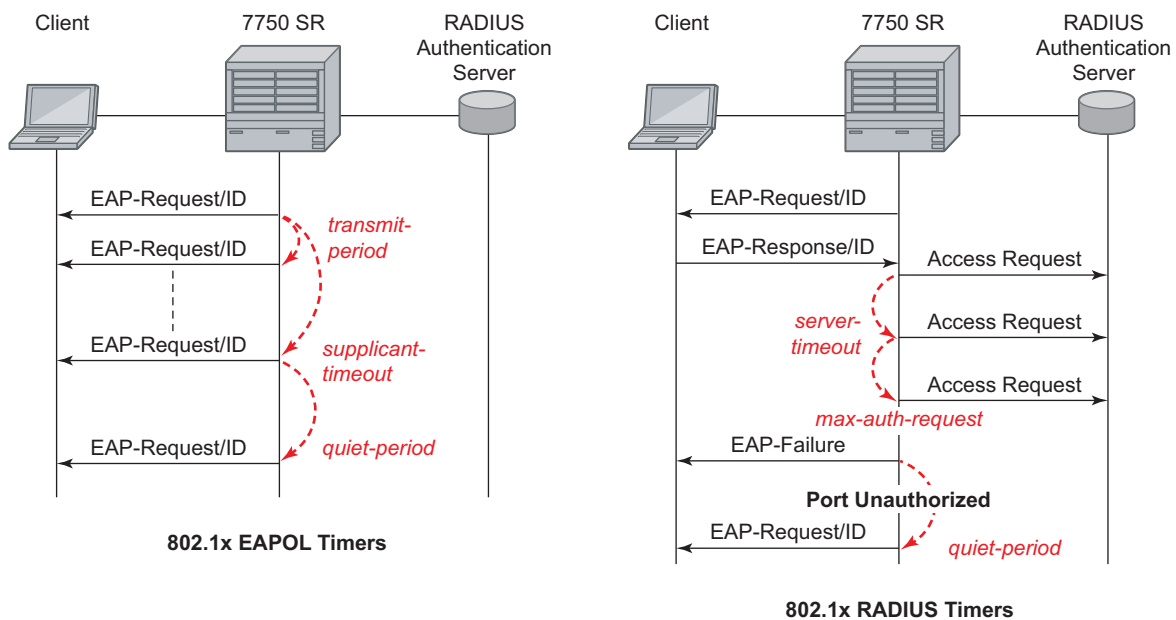 Client
7750 SR
RADIUS
Authentication
Server
EAP-Request/ID
transmit-
period
EAP-Request/ID
EAP-Request/ID
supplicant-
timeout
EAP-Request/ID
quiet-period
802.1x EAPOL Timers
Client
7750 SR
RADIUS
Authentication
Server
EAP-Request/ID
EAP-Response/ID
Access Request
server-
timeout
Access Request
Access Request
max-auth-request
EAP-Failure
Port Unauthorized
EAP-Request/ID
quiet-period
802.1x RADIUS Timers